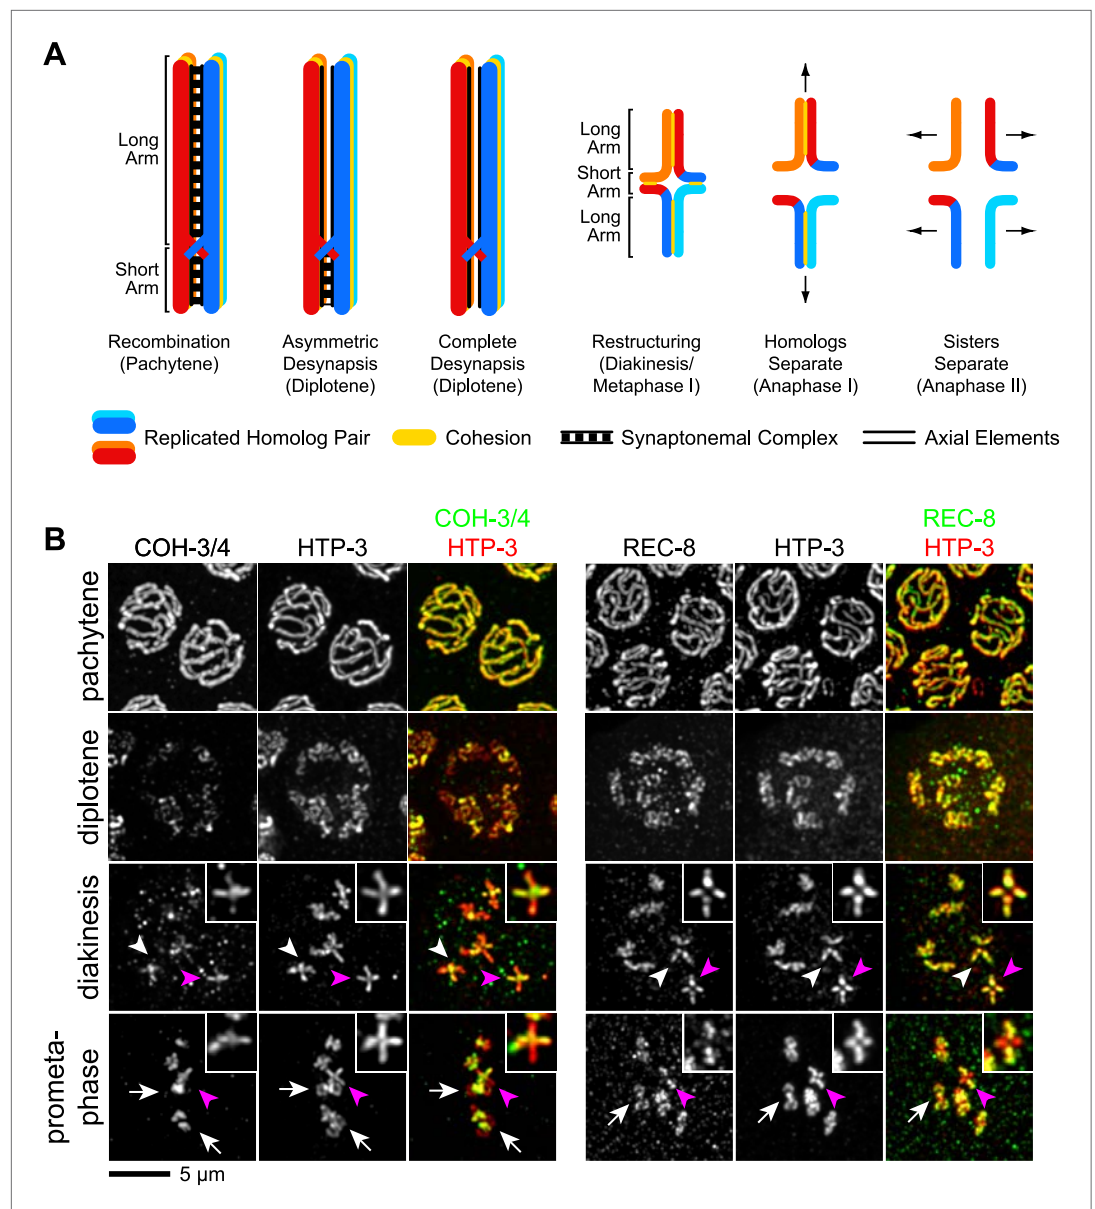 A
Long
Arm
Short
Arm
Long
Arm
Short
Arm
Long
Arm
Recombination
(Pachytene)
Asymmetric
Desynapsis
(Diplotene)
Complete
Desynapsis
(Diplotene)
Restructuring
(Diakinesis/
Metaphase I)
Homologs
Separate
(Anaphase I)
Sisters
Separate
(Anaphase II)
Replicated Homolog Pair
Cohesion
Synaptonemal Complex
Axial Elements
B
COH-3/4
REC-8
COH-3/4
HTP-3
HTP-3
REC-8
HTP-3
HTP-3
pachytene
diplotene
diakinesis
prometa-
phase
5 µm